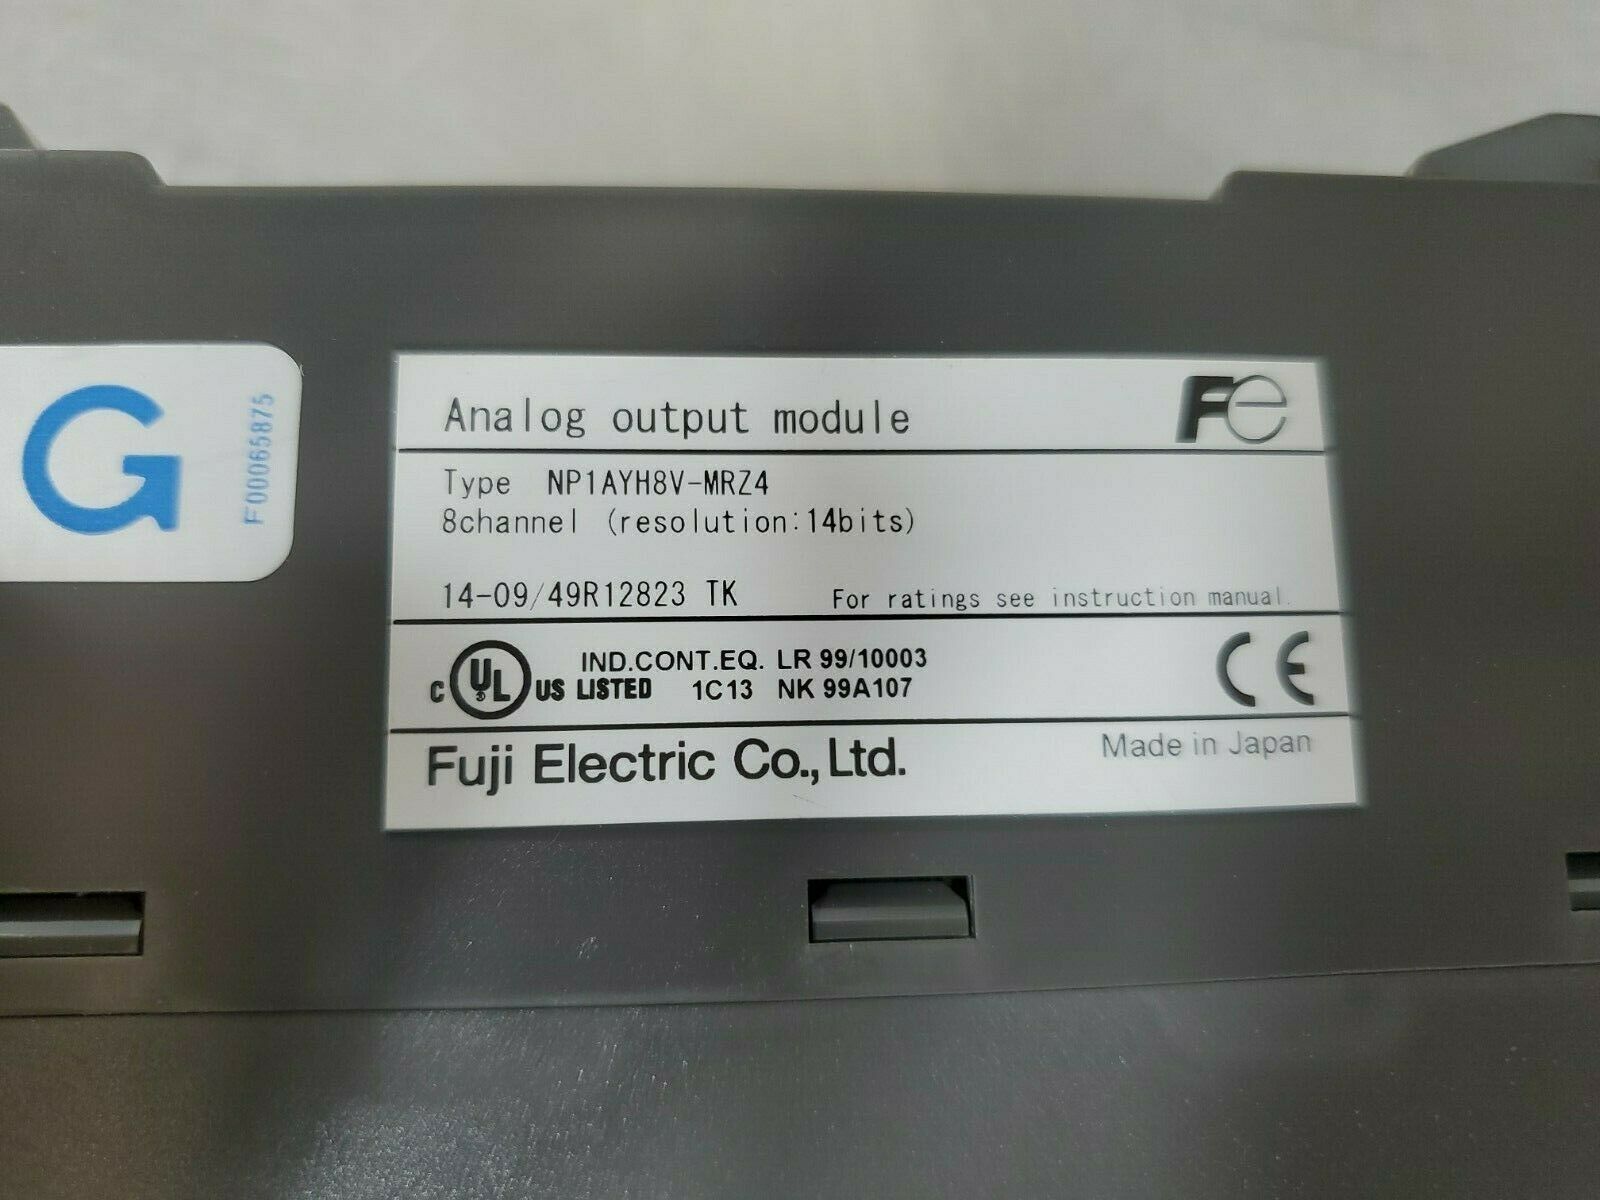 G
F00065875
Analog output module
Fe
Type NP1AYH8V-MRZ4
8channel (resolution:14bits)
14-09/49R12823 TK For ratings see instruction manual.
C UL US IND.CONT.EQ. LR 99/10003
LISTED 1C13 NK 99A107
CE
Fuji Electric Co., Ltd.
Made in Japan